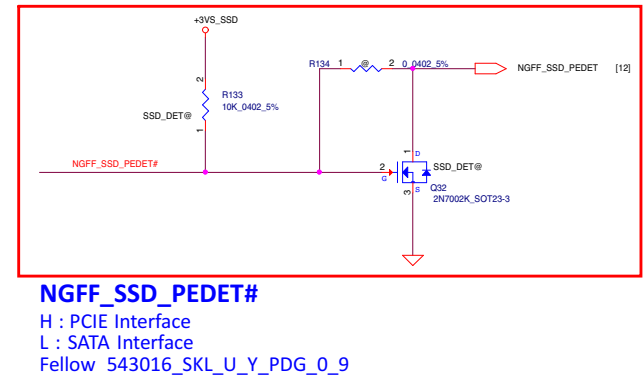 +3VS_SSD
R134 1 @ 2 0_0402_5%
NGFF_SSD_PEDET [12]
2
R133
10K_0402_5%
SSD_DET@
1
NGFF_SSD_PEDET#
1 D
2
G
SSD_DET@
Q32
3 S
2N7002K_SOT23-3
NGFF_SSD_PEDET#
H : PCIE Interface
L : SATA Interface
Fellow 543016_SKL_U_Y_PDG_0_9